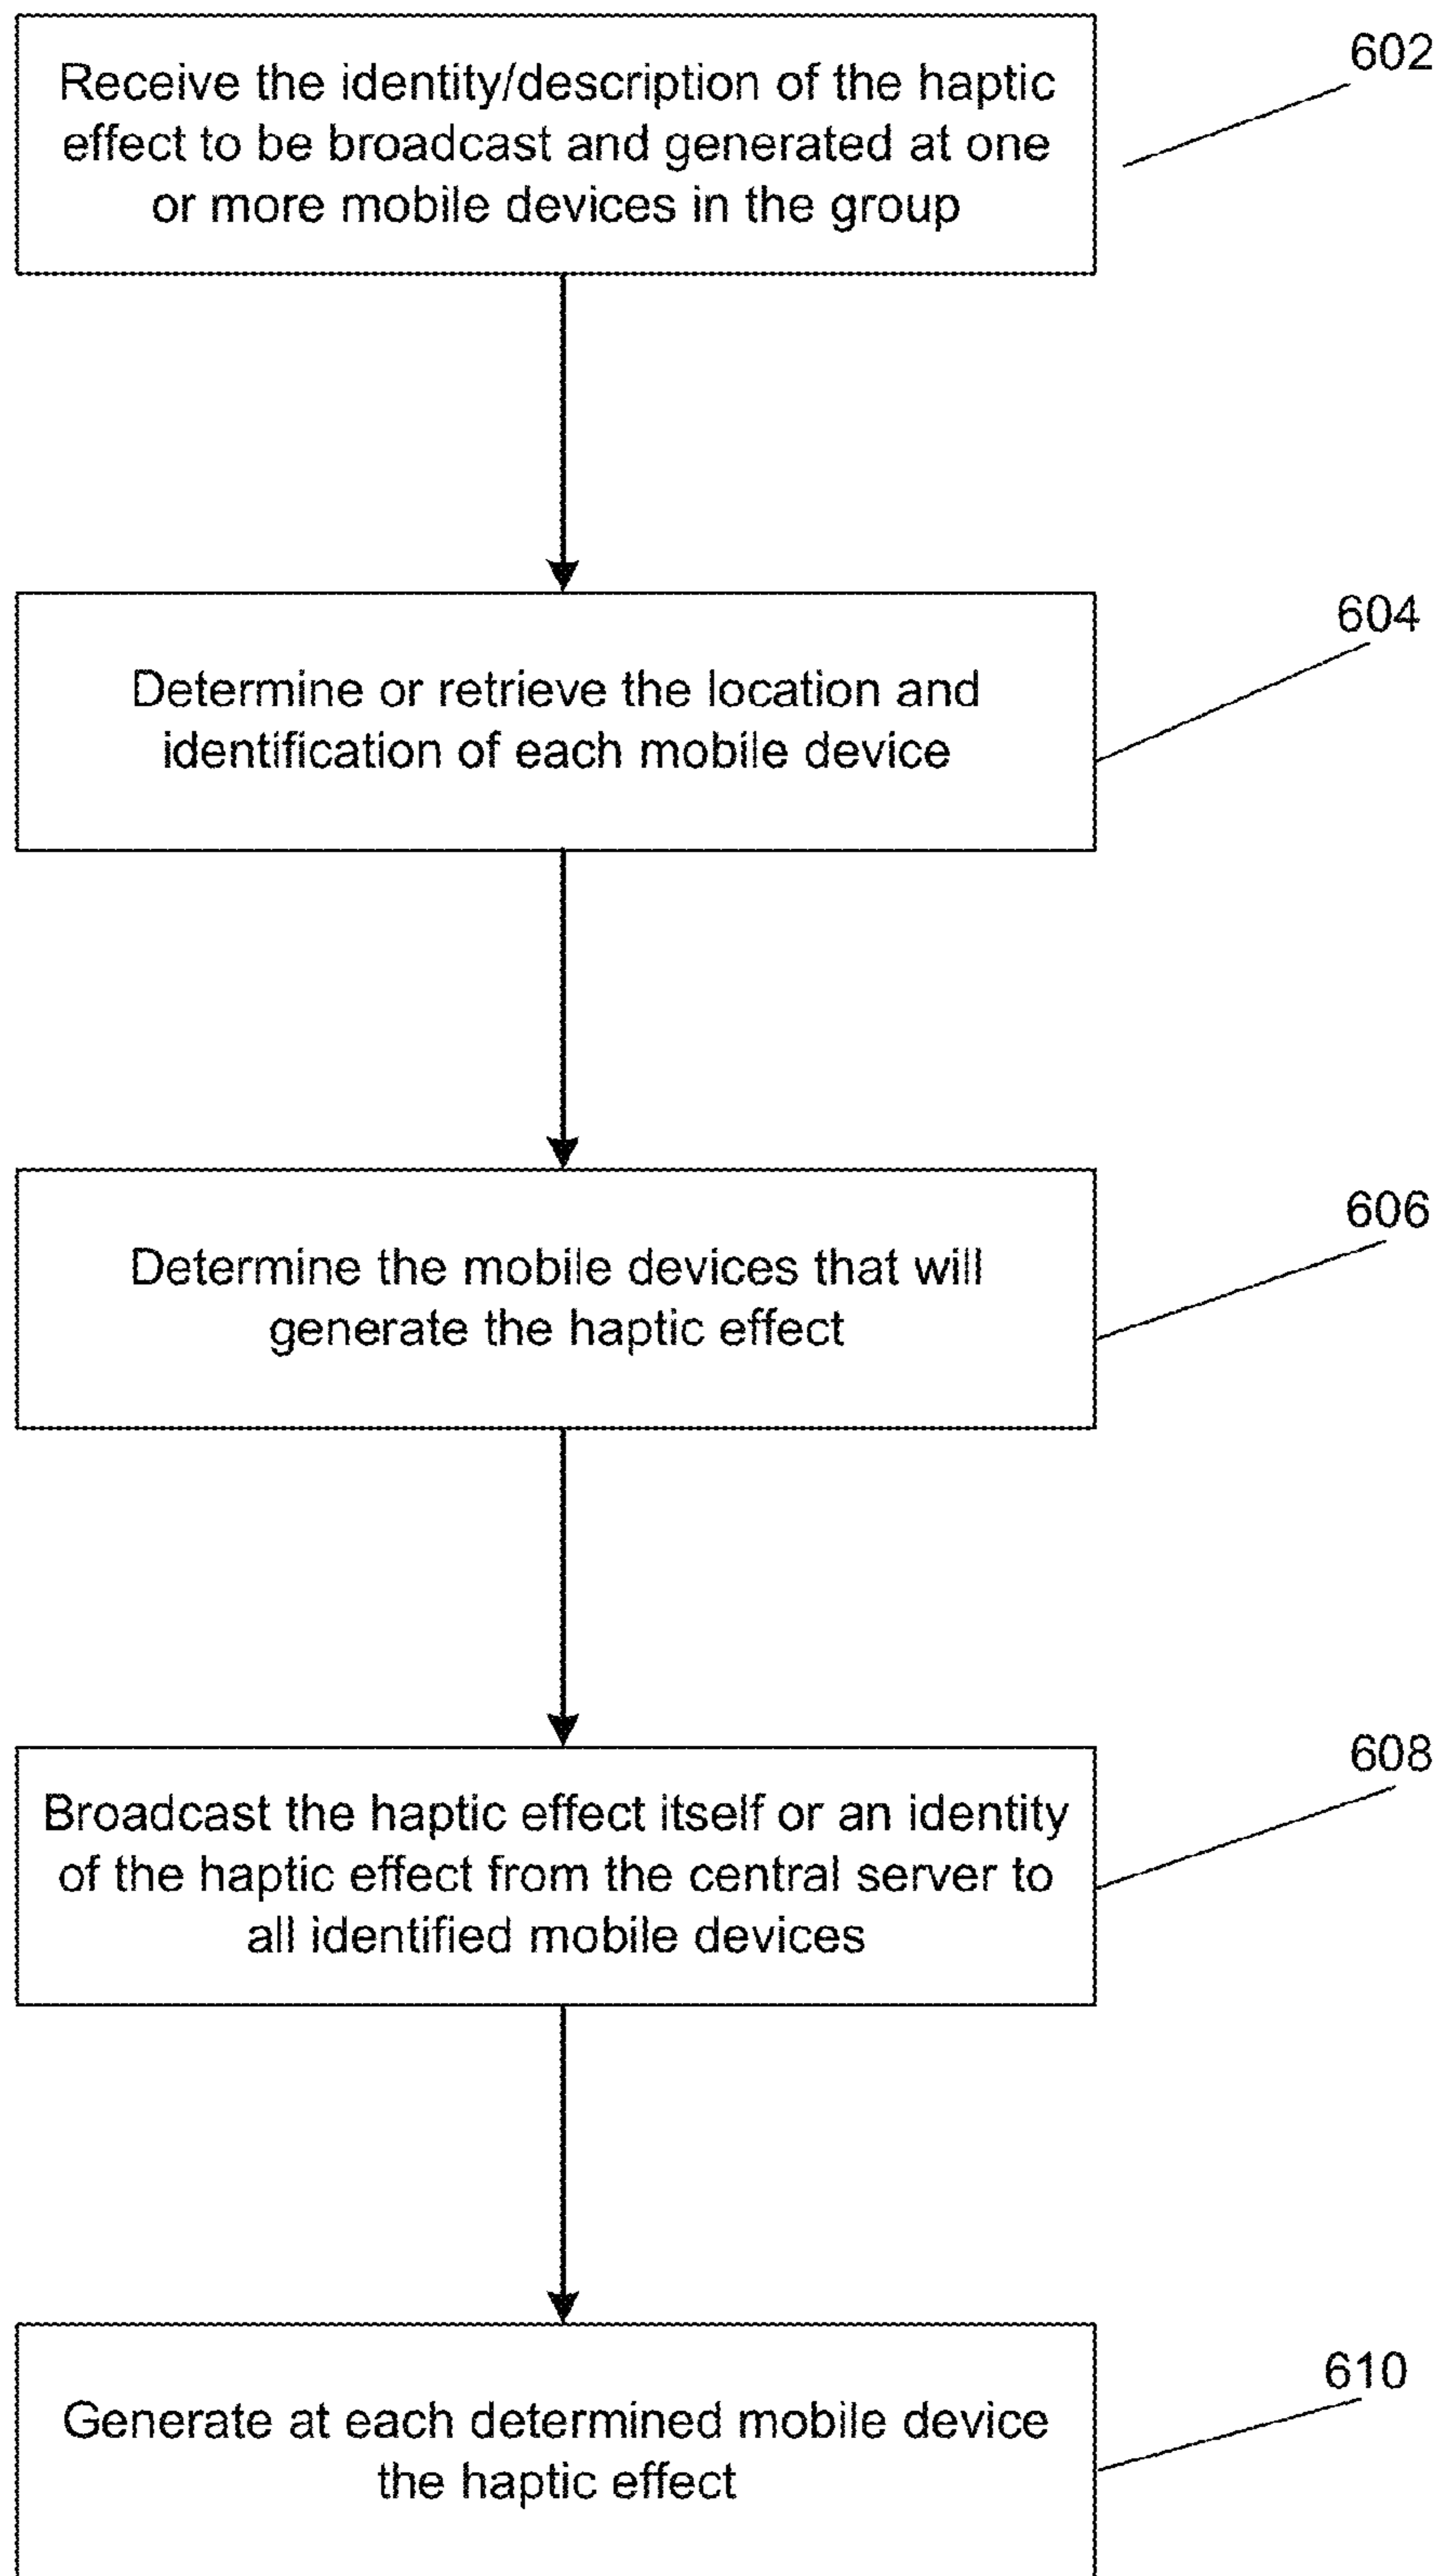 Receive the identity/description of the haptic
effect to be broadcast and generated at one
or more mobile devices in the group
602
Determine or retrieve the location and
identification of each mobile device
604
Determine the mobile devices that will
generate the haptic effect
606
Broadcast the haptic effect itself or an identity
of the haptic effect from the central server to
all identified mobile devices
608
Generate at each determined mobile device
the haptic effect
610